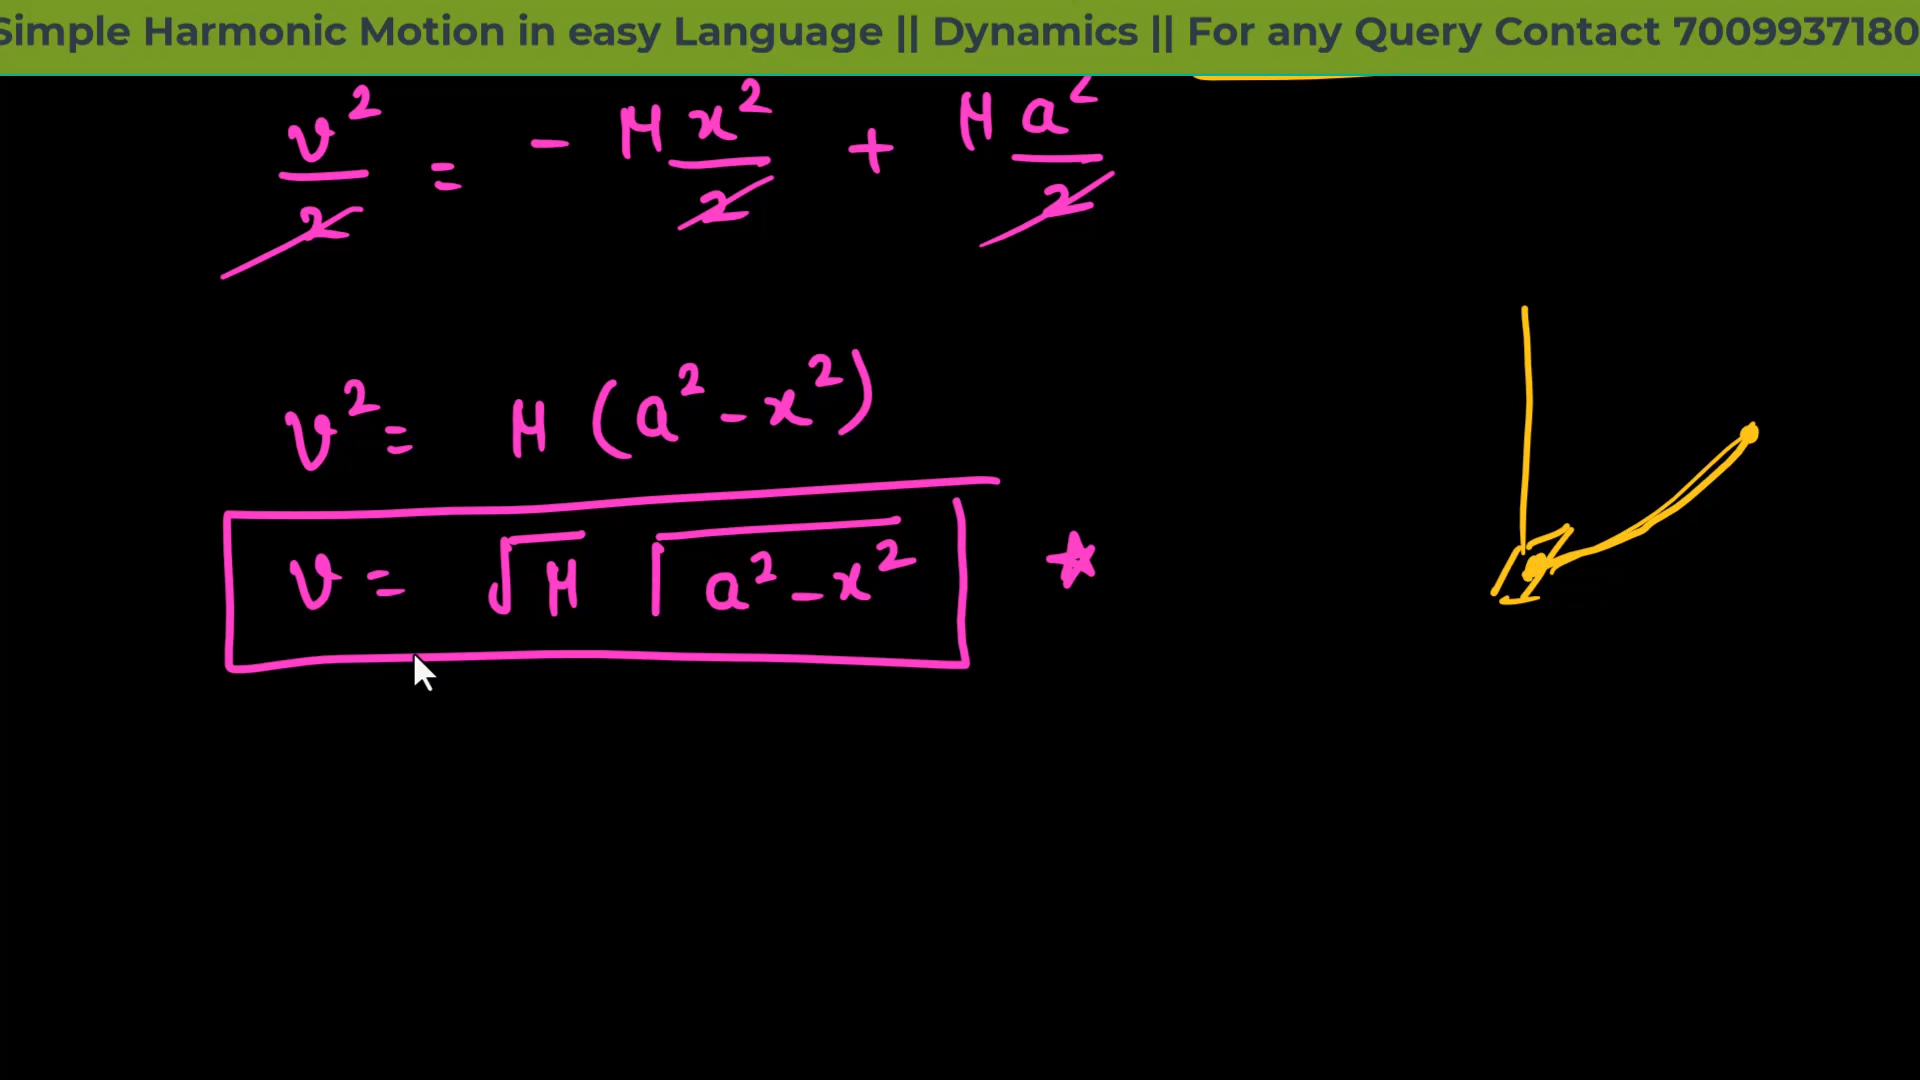 Simple Harmonic Motion in easy Language || Dynamics || For any Query Contact 7009937180
v²/2 = - μx²/2 + μa²/2
v² = μ (a² - x²)
v = √μ √a² - x²